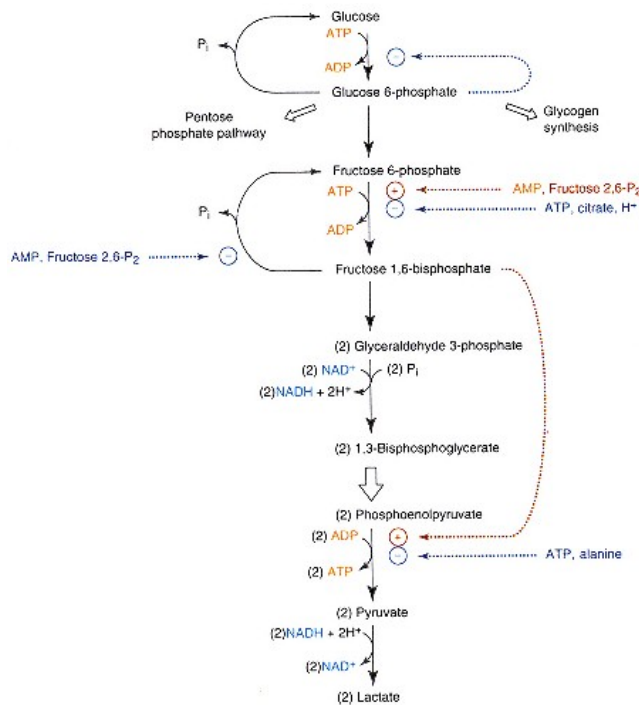 Glucose
ATP
Pi
−
ADP
Glucose 6-phosphate
Pentose
phosphate pathway
Glycogen
synthesis
Fructose 6-phosphate
ATP
+
AMP, Fructose 2,6-P2
Pi
−
ATP, citrate, H+
ADP
AMP, Fructose 2,6-P2
−
Fructose 1,6-bisphosphate
(2) Glyceraldehyde 3-phosphate
(2) NAD+
(2) Pi
(2)NADH + 2H+
(2) 1,3-Bisphosphoglycerate
(2) Phosphoenolpyruvate
(2) ADP
+
−
ATP, alanine
(2) ATP
(2) Pyruvate
(2)NADH + 2H+
(2)NAD+
(2) Lactate